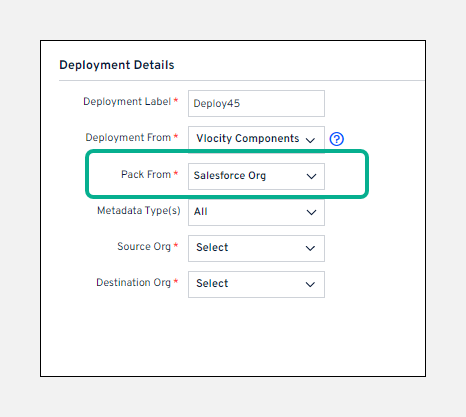 Deployment Details
Deployment Label * Deploy45
Deployment From * Vlocity Components ?
Pack From * Salesforce Org
Metadata Type(s) All
Source Org * Select
Destination Org * Select